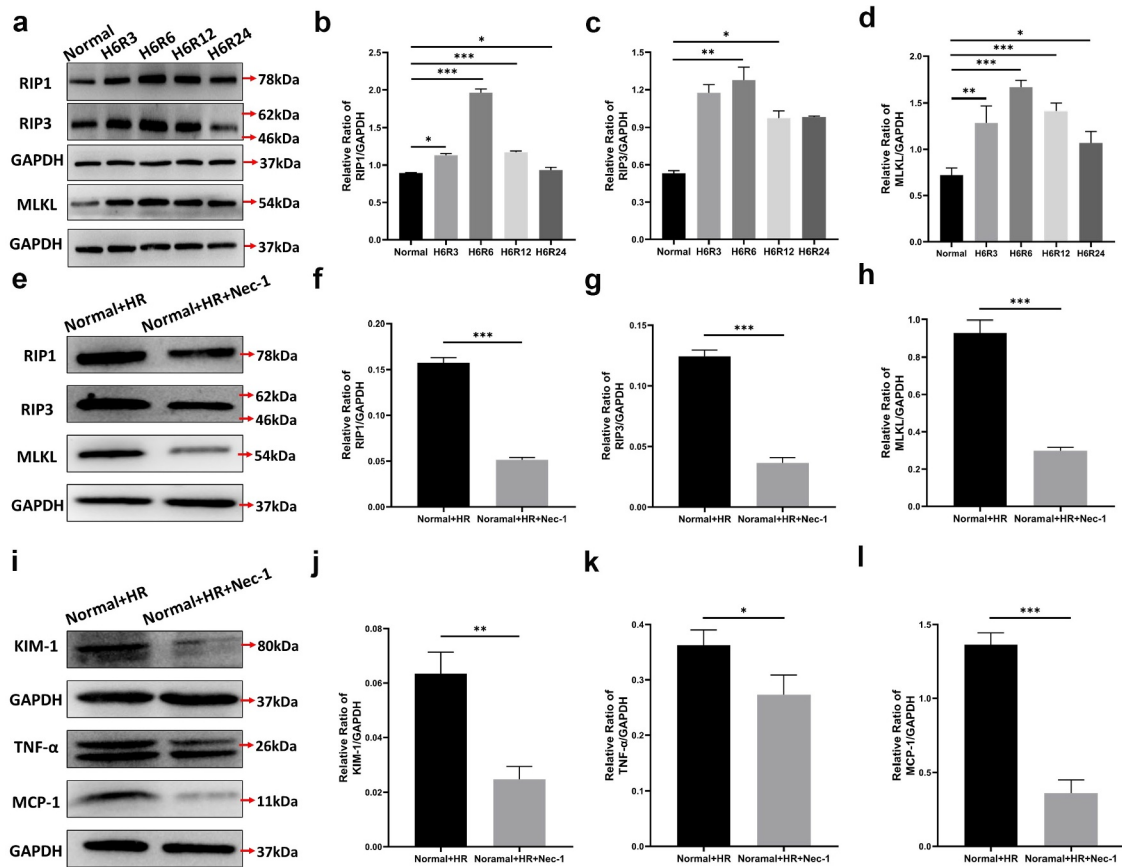 a
Normal
H6R3
H6R6
H6R12
H6R24
RIP1
78kDa
RIP3
62kDa
46kDa
GAPDH
37kDa
MLKL
54kDa
GAPDH
37kDa
b
Relative Ratio of
RIP1/GAPDH
2.5
2.0
1.5
1.0
0.5
0.0
*
***
***
*
Normal H6R3 H6R6 H6R12 H6R24
c
Relative Ratio of
RIP3/GAPDH
2.0
1.5
1.0
0.5
0.0
*
**
Normal H6R3 H6R6 H6R12 H6R24
d
Relative Ratio of
MLKL/GAPDH
2.0
1.5
1.0
0.5
0.0
*
***
***
**
Normal H6R3 H6R6 H6R12 H6R24
e
Normal+HR
Normal+HR+Nec-1
RIP1
78kDa
RIP3
62kDa
46kDa
MLKL
54kDa
GAPDH
37kDa
f
Relative Ratio of
RIP1/GAPDH
0.20
0.15
0.10
0.05
0.00
***
Normal+HR Noramal+HR+Nec-1
g
Relative Ratio of
RIP3/GAPDH
0.15
0.10
0.05
0.00
***
Normal+HR Noramal+HR+Nec-1
h
Relative Ratio of
MLKL/GAPDH
1.0
0.8
0.6
0.4
0.2
0.0
***
Normal+HR Noramal+HR+Nec-1
i
Normal+HR
Normal+HR+Nec-1
KIM-1
80kDa
GAPDH
37kDa
TNF-α
26kDa
MCP-1
11kDa
GAPDH
37kDa
j
Relative Ratio of
KIM-1/GAPDH
0.08
0.06
0.04
0.02
0.00
**
Normal+HR Noramal+HR+Nec-1
k
Relative Ratio of
TNF-α/GAPDH
0.4
0.3
0.2
0.1
0.0
*
Normal+HR Noramal+HR+Nec-1
l
Relative Ratio of
MCP-1/GAPDH
1.5
1.0
0.5
0.0
***
Normal+HR Noramal+HR+Nec-1